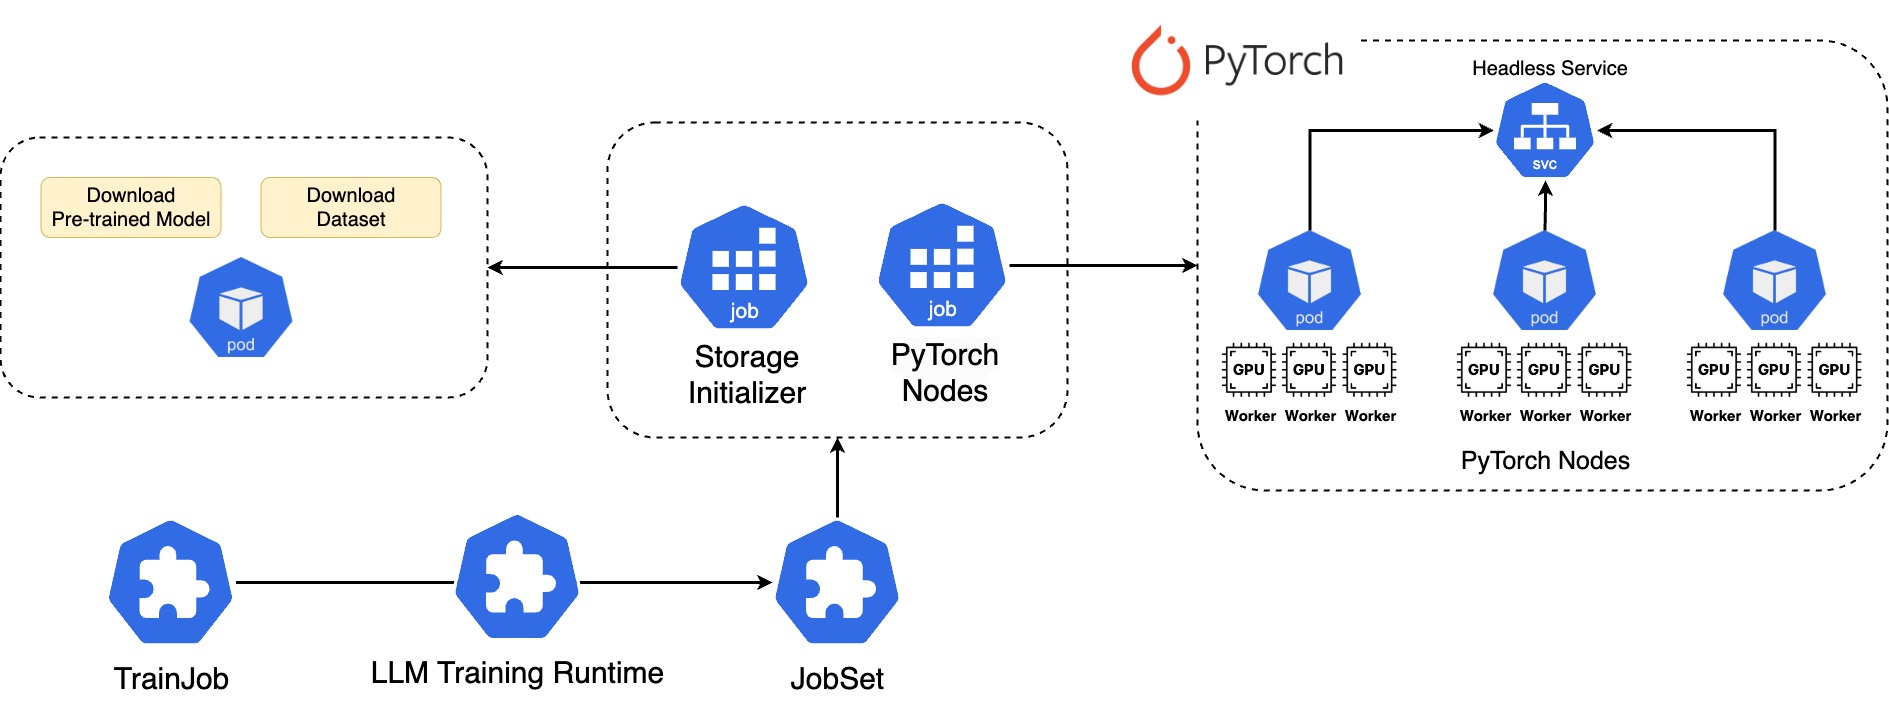 PyTorch
Headless Service
svc
Download
Pre-trained Model
Download
Dataset
pod
job
Storage
Initializer
job
PyTorch
Nodes
pod
pod
pod
GPU GPU GPU
Worker Worker Worker
GPU GPU GPU
Worker Worker Worker
GPU GPU GPU
Worker Worker Worker
PyTorch Nodes
TrainJob
LLM Training Runtime
JobSet